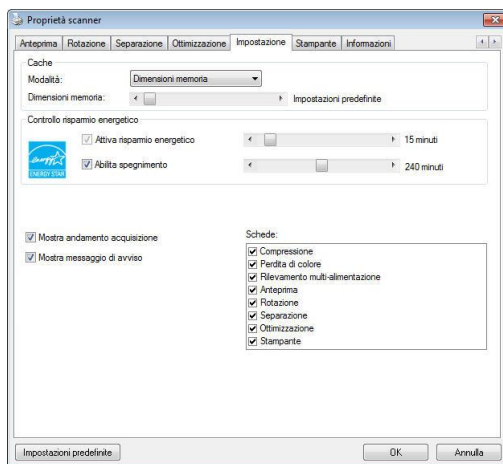 Proprietà scanner
Anteprima Rotazione Separazione Ottimizzazione Impostazione Stampante Informazioni
Cache
Modalità: Dimensioni memoria
Dimensioni memoria: Impostazioni predefinite
Controllo risparmio energetico
Attiva risparmio energetico 15 minuti
ENERGY STAR
Abilita spegnimento 240 minuti
Mostra andamento acquisizione
Mostra messaggio di avviso
Schede:
Compressione
Perdita di colore
Rilevamento multi-alimentazione
Anteprima
Rotazione
Separazione
Ottimizzazione
Stampante
Impostazioni predefinite OK Annulla